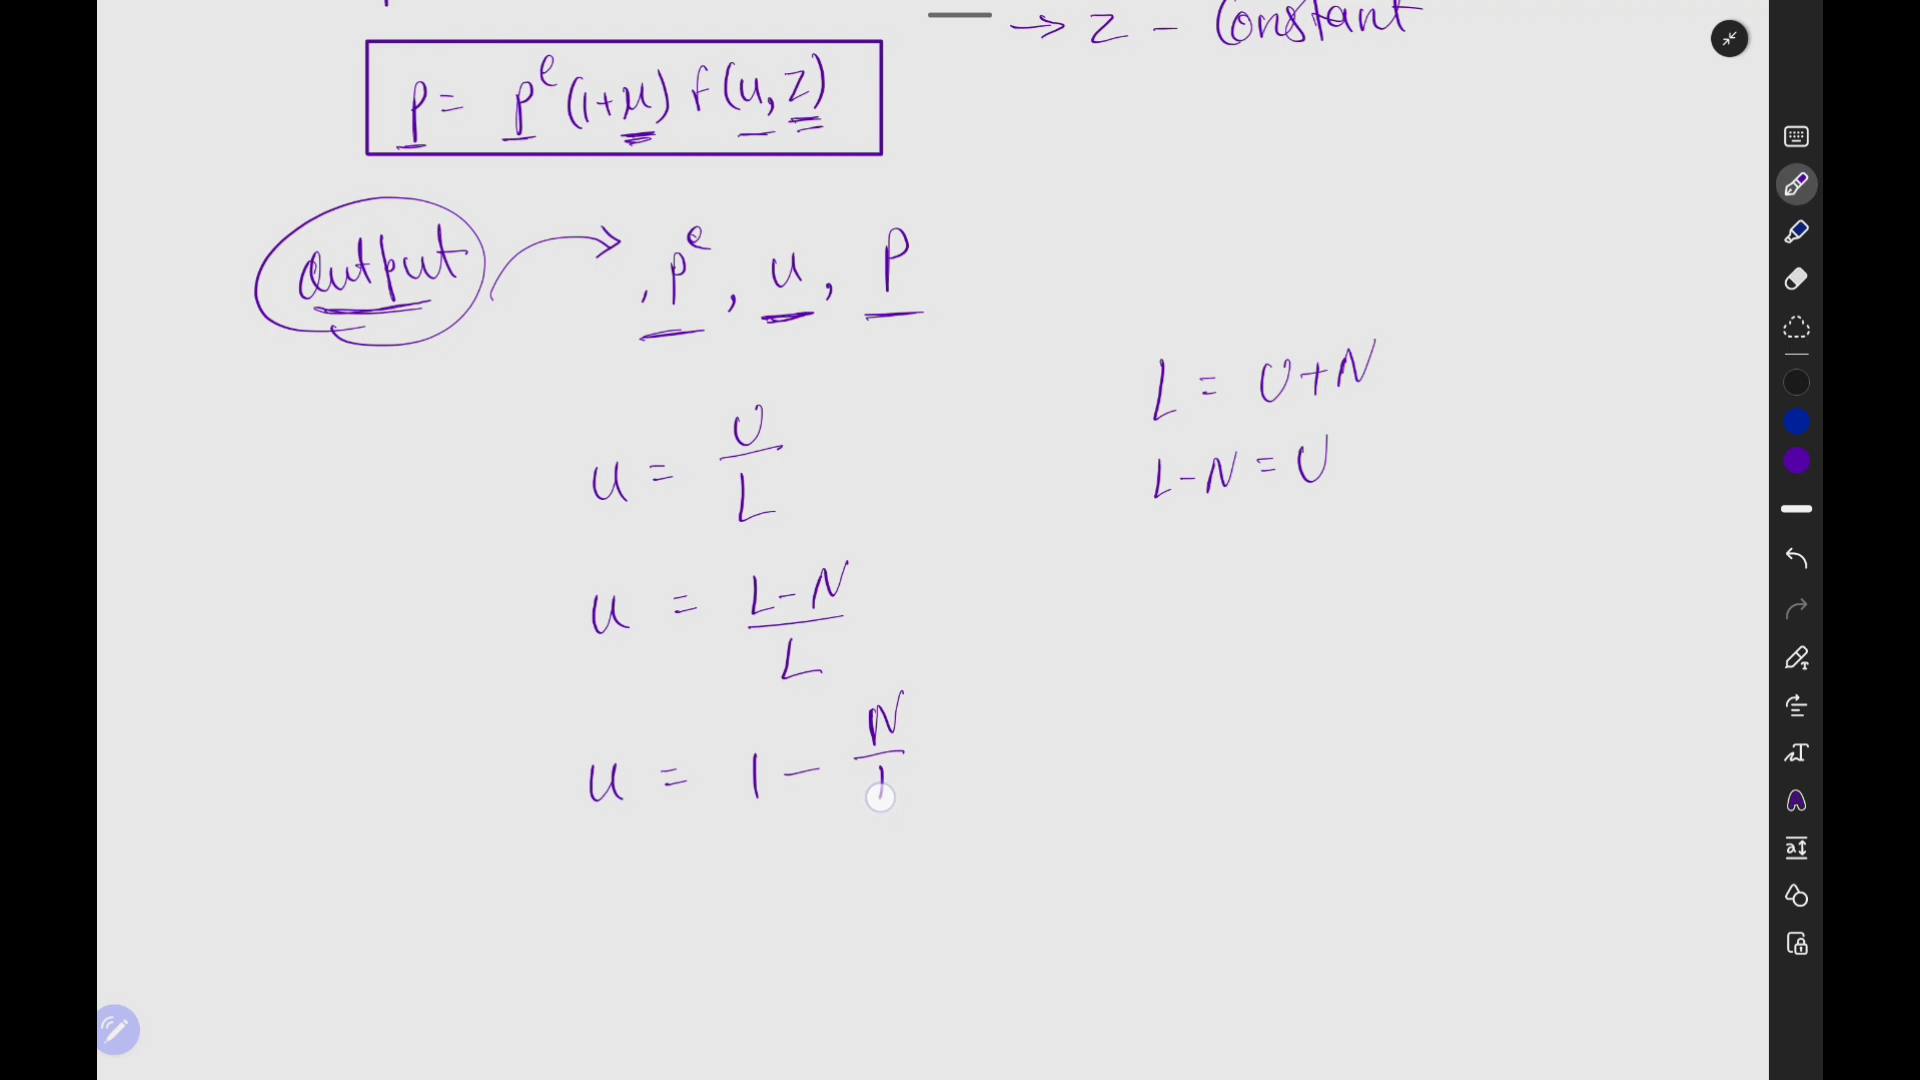 → z - Constant
P = P^e (1+μ) F(u, z)
output → , P^e, u, P
L = U+N
u = U/L
L-N = U
u = L-N/L
u = 1 - N/